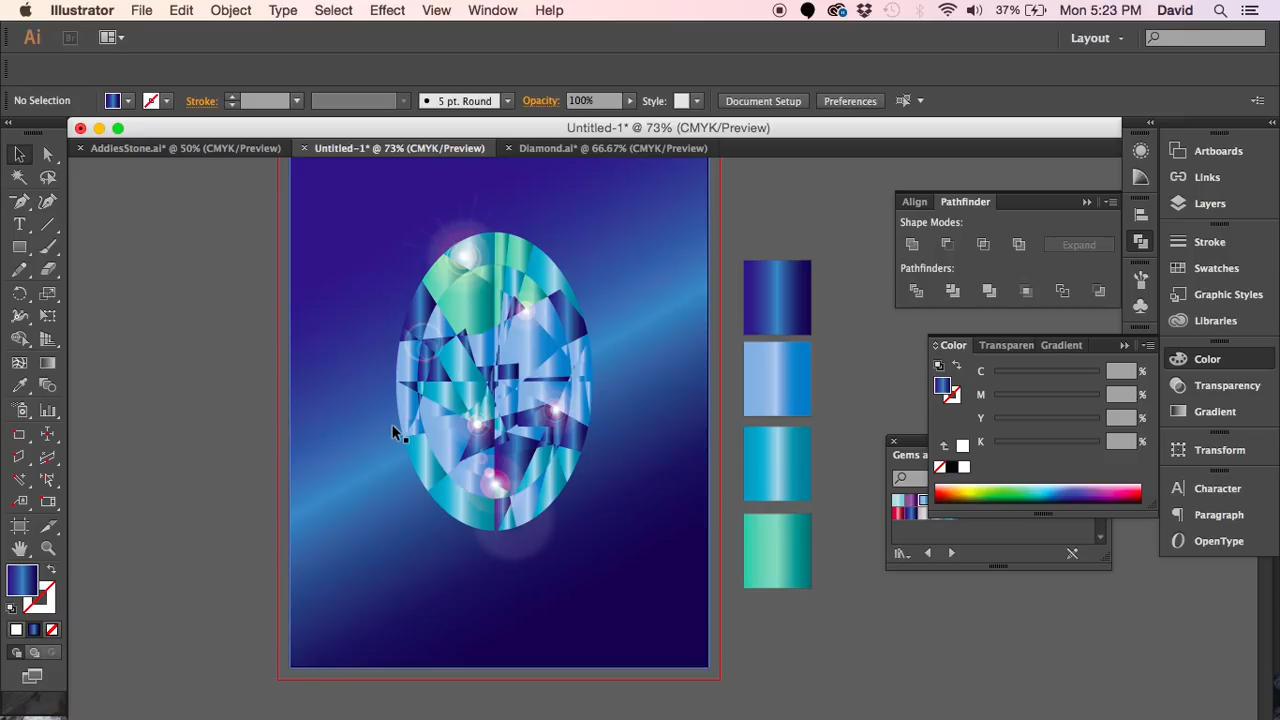 Illustrator File Edit Object Type Select Effect View Window Help 37% Mon 5:23 PM David
Ai Br Layout
No Selection Stroke: 5 pt. Round Opacity: 100% Style: Document Setup Preferences
Untitled-1* @ 73% (CMYK/Preview)
AddiesStone.ai* @ 50% (CMYK/Preview) Untitled-1* @ 73% (CMYK/Preview) Diamond.ai* @ 66.67% (CMYK/Preview)
Artboards
Links
Layers
Stroke
Swatches
Graphic Styles
Libraries
Color
Transparency
Gradient
Transform
Character
Paragraph
OpenType
Align Pathfinder
Shape Modes:
Expand
Pathfinders:
Color Transparen Gradient
C %
M %
Y %
K %
Gems a